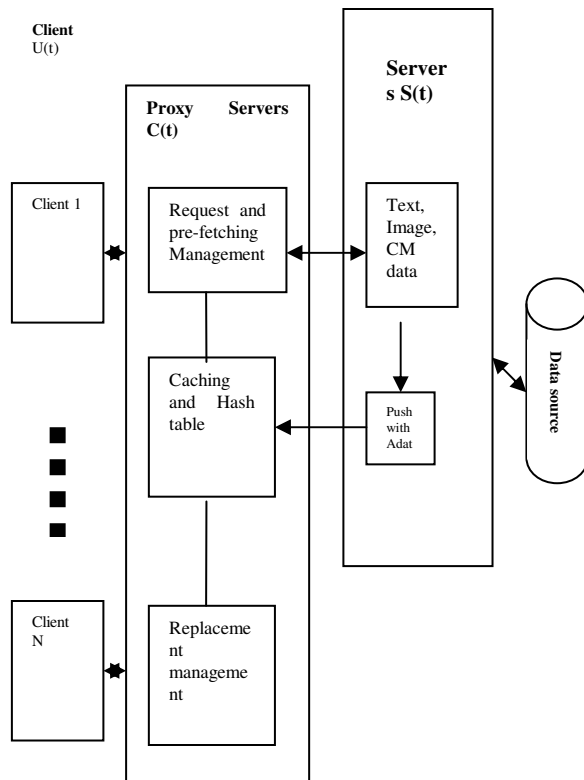 Client
U(t)
Server
s S(t)
Proxy Servers
C(t)
Client 1
Request and
pre-fetching
Management
Text,
Image,
CM
data
Data source
Caching
and Hash
table
Push
with
Adat
Client
N
Replaceme
nt
manageme
nt